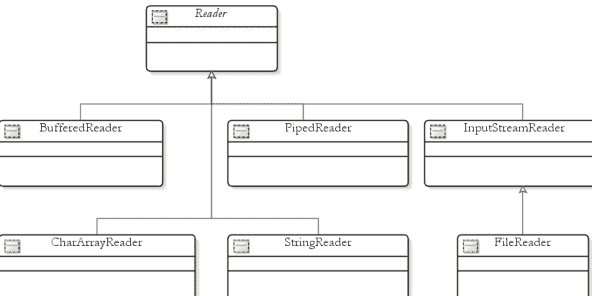 Reader
BufferedReader
PipedReader
InputStreamReader
CharArrayReader
StringReader
FileReader